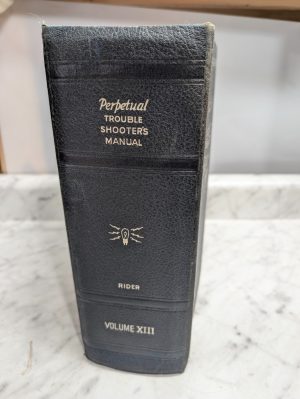 Perpetual
TROUBLE
SHOOTER'S
MANUAL
RIDER
VOLUME XIII